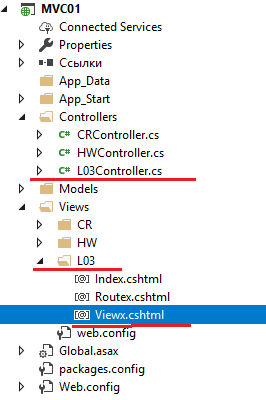 MVC01
Connected Services
Properties
Ссылки
App_Data
App_Start
Controllers
C# CRController.cs
C# HWController.cs
C# L03Controller.cs
Models
Views
CR
HW
L03
[@] Index.cshtml
[@] Routex.cshtml
[@] Viewx.cshtml
web.config
Global.asax
packages.config
Web.config